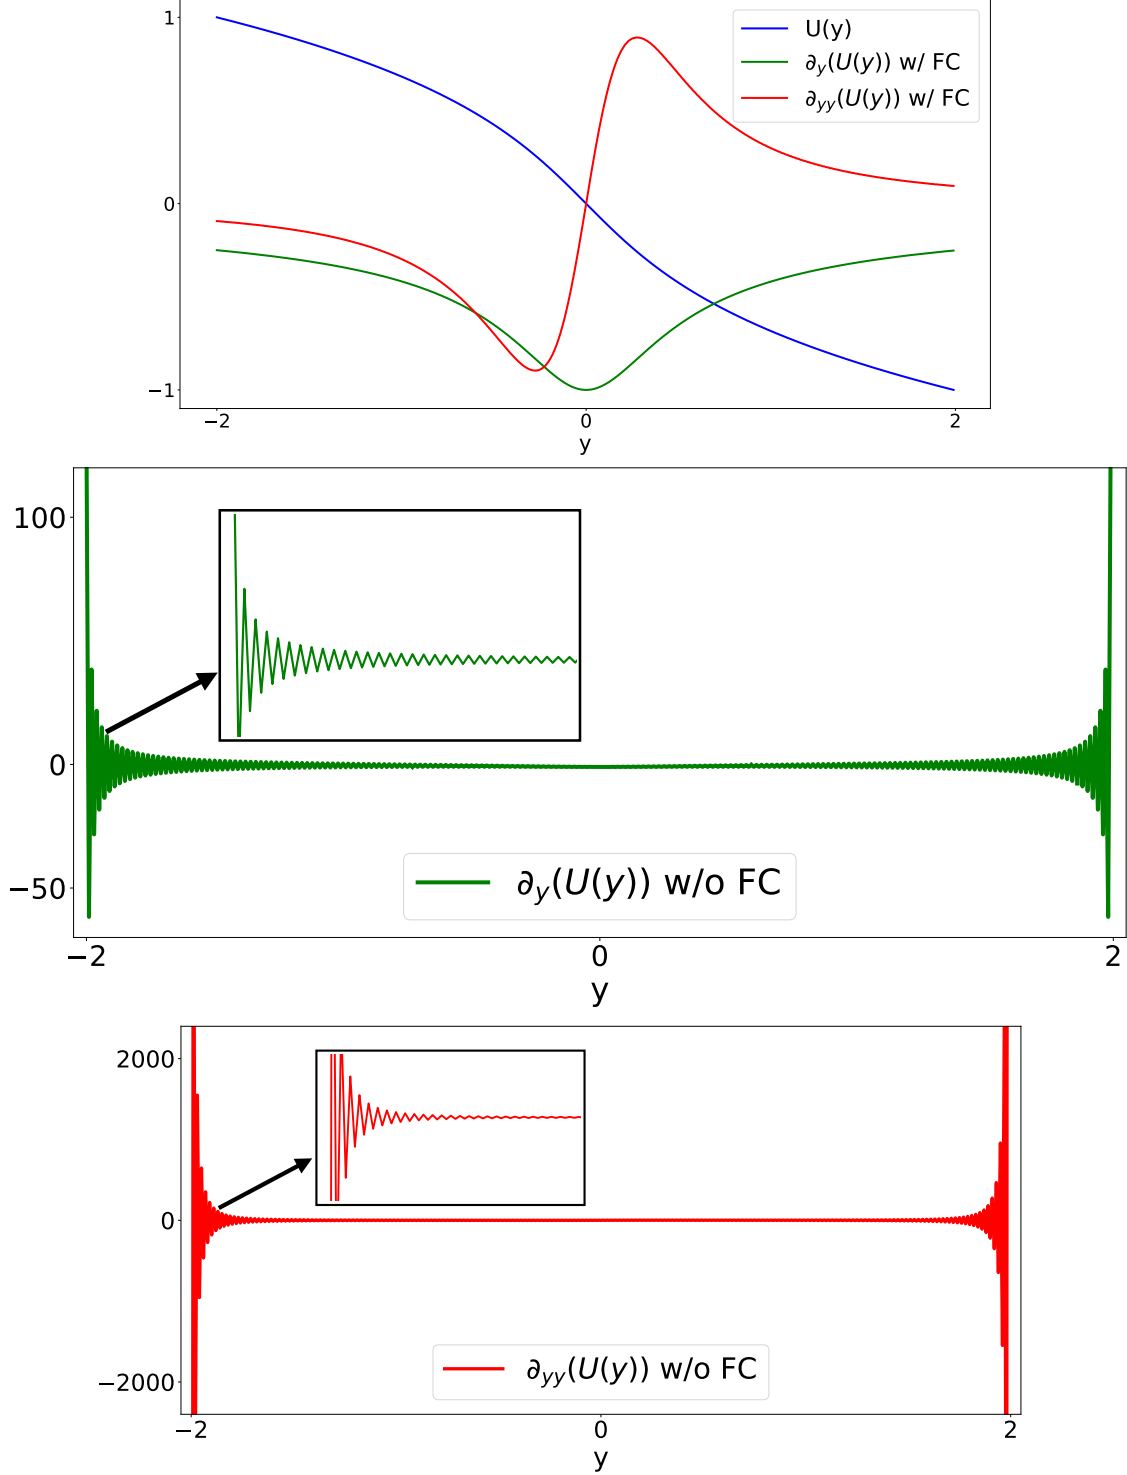 1
U(y)
∂y(U(y)) w/ FC
∂yy(U(y)) w/ FC
0
−1
−2 0 2
y
100
0
−50
∂y(U(y)) w/o FC
−2 0 2
y
2000
0
−2000
∂yy(U(y)) w/o FC
−2 0 2
y